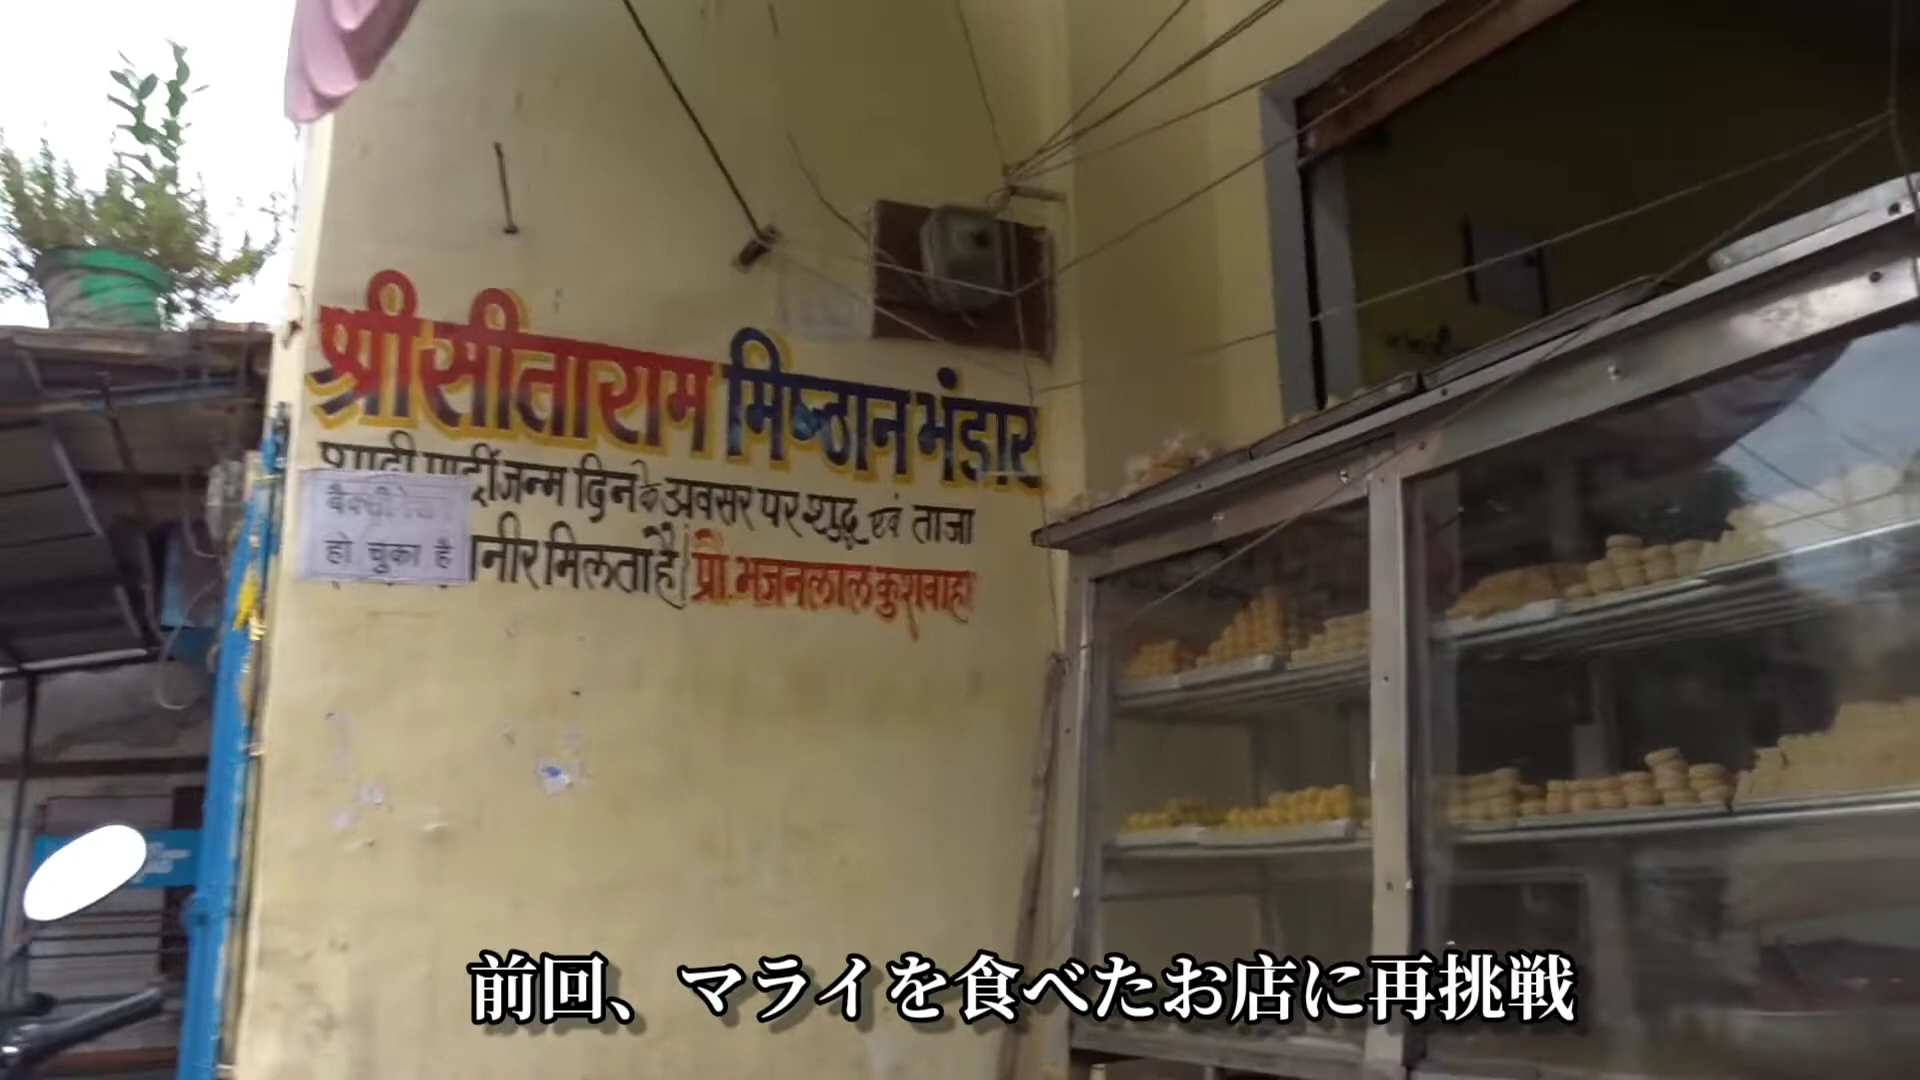 श्री सीताराम मिष्ठान भंडार
शादी पार्दी जन्म दिन के अवसर पर शुद्ध एवं ताजा
नीर मिलता है। प्रो. भजनलाल कुशवाहा
वैक्सीनेशन
हो चुका है
前回、マライを食べたお店に再挑戦